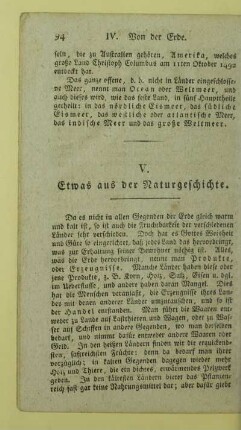 94 IV. Von der Erde.
seln, die zu Australien gehören, Amerika, welches
große Land Christoph Columbus am 11ten Oktober 1492
entdeckt hat.
Das ganze offene, d. h. nicht in Länder eingeschlosse-
ne Meer, nennt man Ocean oder Weltmeer, und
auch dieses wird, wie das feste Land, in fünf Haupttheile
getheilt: in das nördliche Eismeer, das südliche
Eismeer, das westliche oder atlantische Meer,
das indische Meer und das große Weltmeer.
V.
Etwas aus der Naturgeschichte.
Da es nicht in allen Gegenden der Erde gleich warm
und kalt ist, so ist auch die Fruchtbarkeit der verschiedenen
Länder sehr verschieden. Doch hat es Gottes Weisheit
und Güte so eingerichtet, daß jedes Land das hervorbringt,
was zur Erhaltung seiner Bewohner nöthig ist. Alles,
was die Erde hervorbringt, nennt man Produkte,
oder Erzeugnisse. Manche Länder haben diese oder
jene Produkte, z. B. Korn, Holz, Salz, Eisen u. dgl.
im Ueberflusse, und andere haben daran Mangel. Dies
hat die Menschen veranlaßt, die Erzeugnisse ihres Lan-
des mit denen anderer Länder umzutauschen, und so ist
der Handel entstanden. Man führt die Waaren ent-
weder zu Lande auf Lastthieren und Wagen, oder zu Was-
ser auf Schiffen in andere Gegenden, wo man derselben
bedarf, und nimmt dafür entweder andere Waaren oder
Geld. In den heißen Ländern finden wir die erquickend-
sten, saftreichsten Früchte; denn da bedarf man ihrer
wiederholt; in kalten Gegenden dagegen wieder mehr
Holz und Thiere, die ein dichtes, erwärmendes Pelzwerk
geben. In den kältesten Ländern bietet das Pflanzen-
reich fast gar keine Nahrungsmittel dar; aber dafür giebt